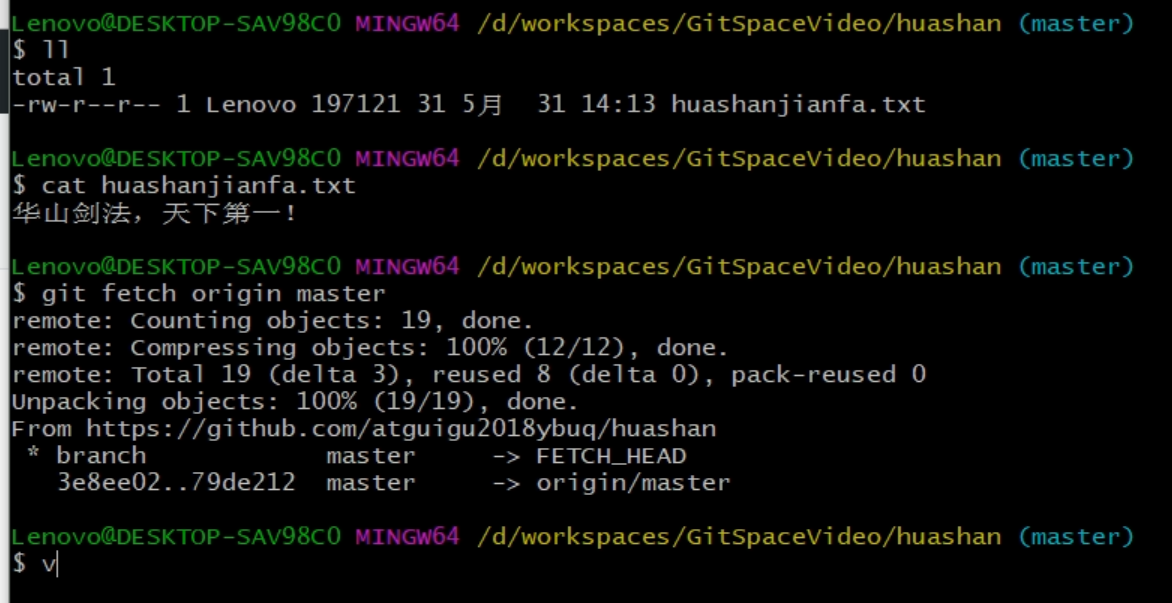 Lenovo@DESKTOP-SAV98C0 MINGW64 /d/workspaces/GitSpaceVideo/huashan (master)
$ ll
total 1
-rw-r--r-- 1 Lenovo 197121 31 5月  31 14:13 huashanjianfa.txt
Lenovo@DESKTOP-SAV98C0 MINGW64 /d/workspaces/GitSpaceVideo/huashan (master)
$ cat huashanjianfa.txt
华山剑法，天下第一！
Lenovo@DESKTOP-SAV98C0 MINGW64 /d/workspaces/GitSpaceVideo/huashan (master)
$ git fetch origin master
remote: Counting objects: 19, done.
remote: Compressing objects: 100% (12/12), done.
remote: Total 19 (delta 3), reused 8 (delta 0), pack-reused 0
Unpacking objects: 100% (19/19), done.
From https://github.com/atguigu2018ybuq/huashan
 * branch            master     -> FETCH_HEAD
   3e8ee02..79de212  master     -> origin/master
Lenovo@DESKTOP-SAV98C0 MINGW64 /d/workspaces/GitSpaceVideo/huashan (master)
$ v